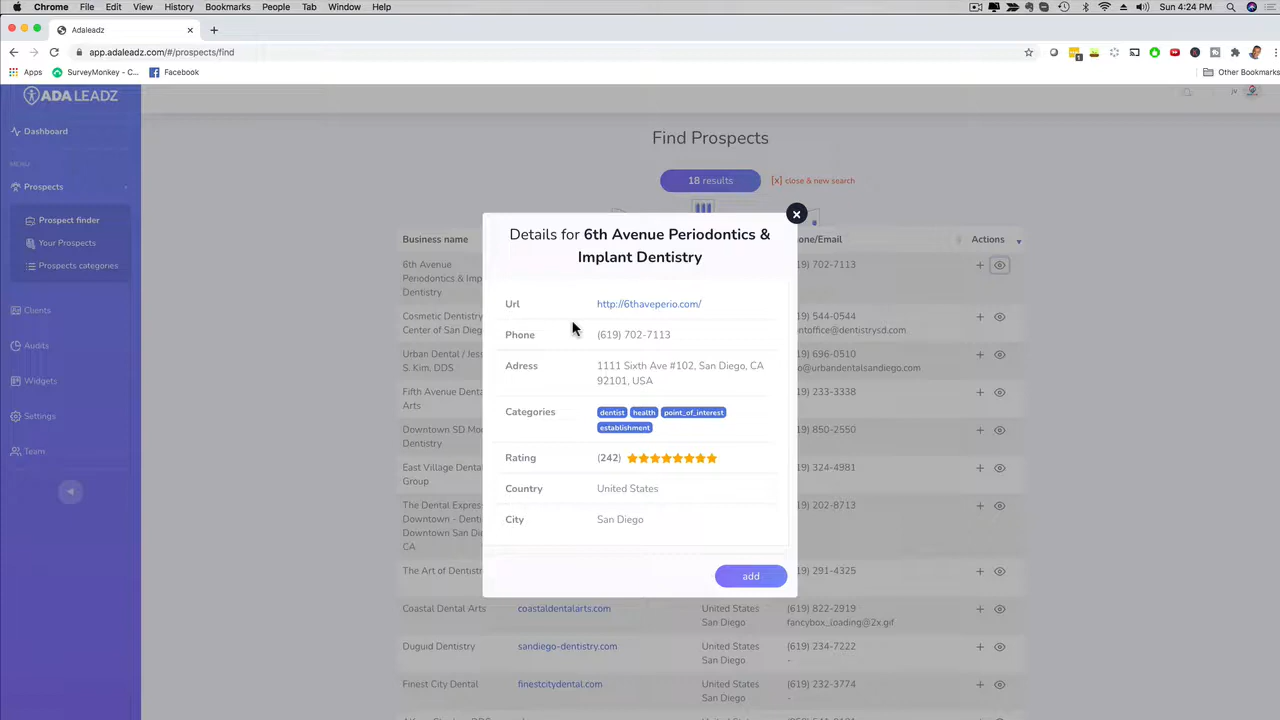 Chrome File Edit View History Bookmarks People Tab Window Help Sun 4:24 PM
Adaleadz
app.adaleadz.com/#/prospects/find
Apps SurveyMonkey - C... Facebook Other Bookmarks
ADA LEADZ
JV
Dashboard
MENU
Prospects
Prospect finder
Your Prospects
Prospects categories
Clients
Audits
Widgets
Settings
Team
Find Prospects
18 results [x] close & new search
Business name Phone/Email Actions
6th Avenue
Periodontics & Imp
Dentistry
19) 702-7113
Cosmetic Dentistry
Center of San Dieg
19) 544-0544
ntoffice@dentistrysd.com
Urban Dental / Jes
S. Kim, DDS
19) 696-0510
o@urbandentalsandiego.com
Fifth Avenue Denta
Arts
19) 233-3338
Downtown SD Mo
Dentistry
19) 850-2550
East Village Denta
Group
19) 324-4981
The Dental Expres
Downtown - Denti
Downtown San Die
CA
19) 202-8713
The Art of Dentistr
19) 291-4325
Coastal Dental Arts coastaldentalarts.com United States (619) 822-2919
San Diego fancybox_loading@2x.gif
Duguid Dentistry sandiego-dentistry.com United States (619) 234-7222
San Diego -
Finest City Dental finestcitydental.com United States (619) 232-3774
San Diego -
Details for 6th Avenue Periodontics &
Implant Dentistry
Url http://6thaveperio.com/
Phone (619) 702-7113
Adress 1111 Sixth Ave #102, San Diego, CA
92101, USA
Categories dentist health point_of_interest
establishment
Rating (242)
Country United States
City San Diego
add